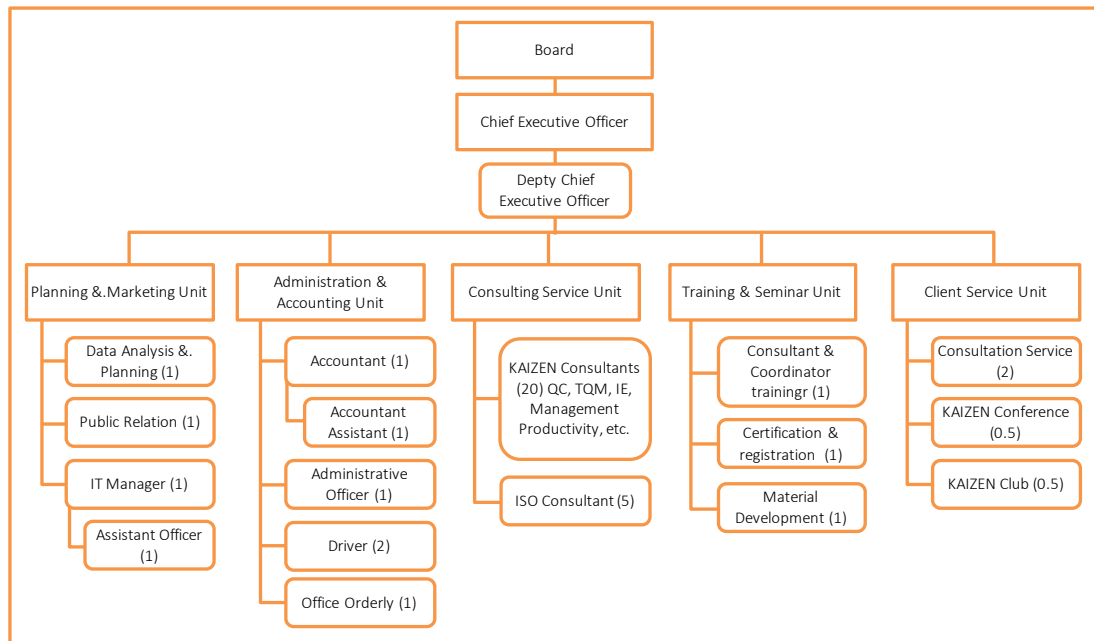 Board
Chief Executive Officer
Depty Chief
Executive Officer
Planning &.Marketing Unit
Data Analysis &.
Planning (1)
Public Relation (1)
IT Manager (1)
Assistant Officer
(1)
Administration &
Accounting Unit
Accountant (1)
Accountant
Assistant (1)
Administrative
Officer (1)
Driver (2)
Office Orderly (1)
Consulting Service Unit
KAIZEN Consultants
(20) QC, TQM, IE,
Management
Productivity, etc.
ISO Consultant (5)
Training & Seminar Unit
Consultant &
Coordinator
trainingr (1)
Certification &
registration (1)
Material
Development (1)
Client Service Unit
Consultation Service
(2)
KAIZEN Conference
(0.5)
KAIZEN Club (0.5)